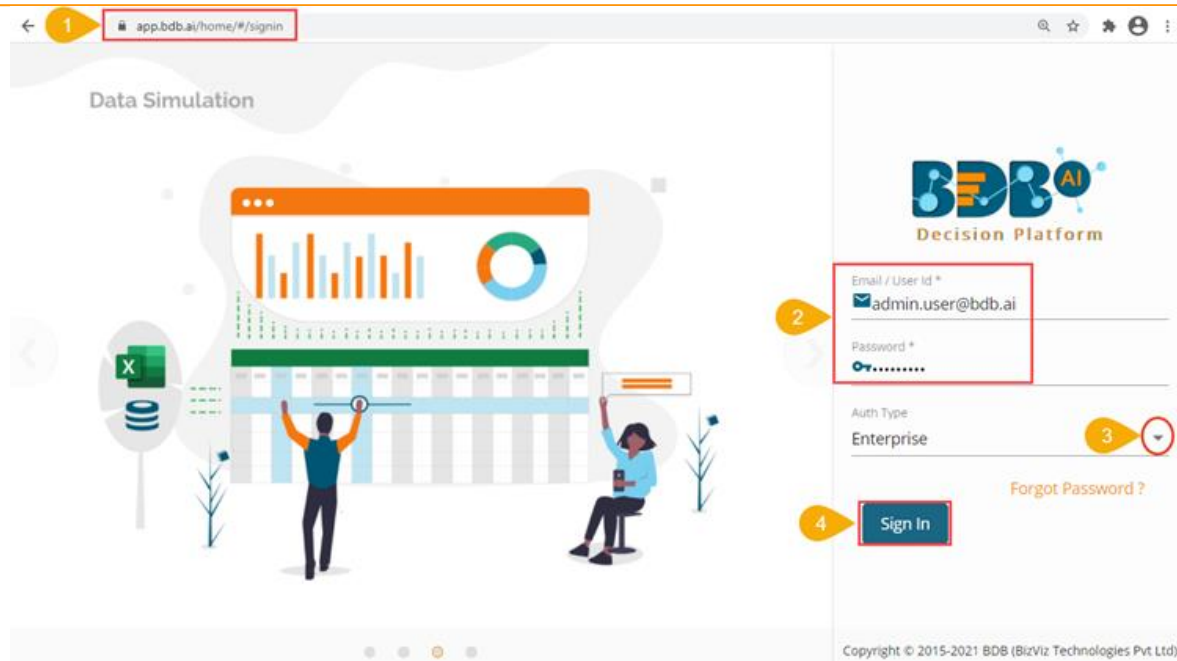 1
app.bdb.ai/home/#/signin
Data Simulation
X
BDB AI
Decision Platform
Email / User Id *
2
admin.user@bdb.ai
Password *
•••••••••
Auth Type
Enterprise
3
Forgot Password ?
4
Sign In
Copyright © 2015-2021 BDB (BizViz Technologies Pvt Ltd)